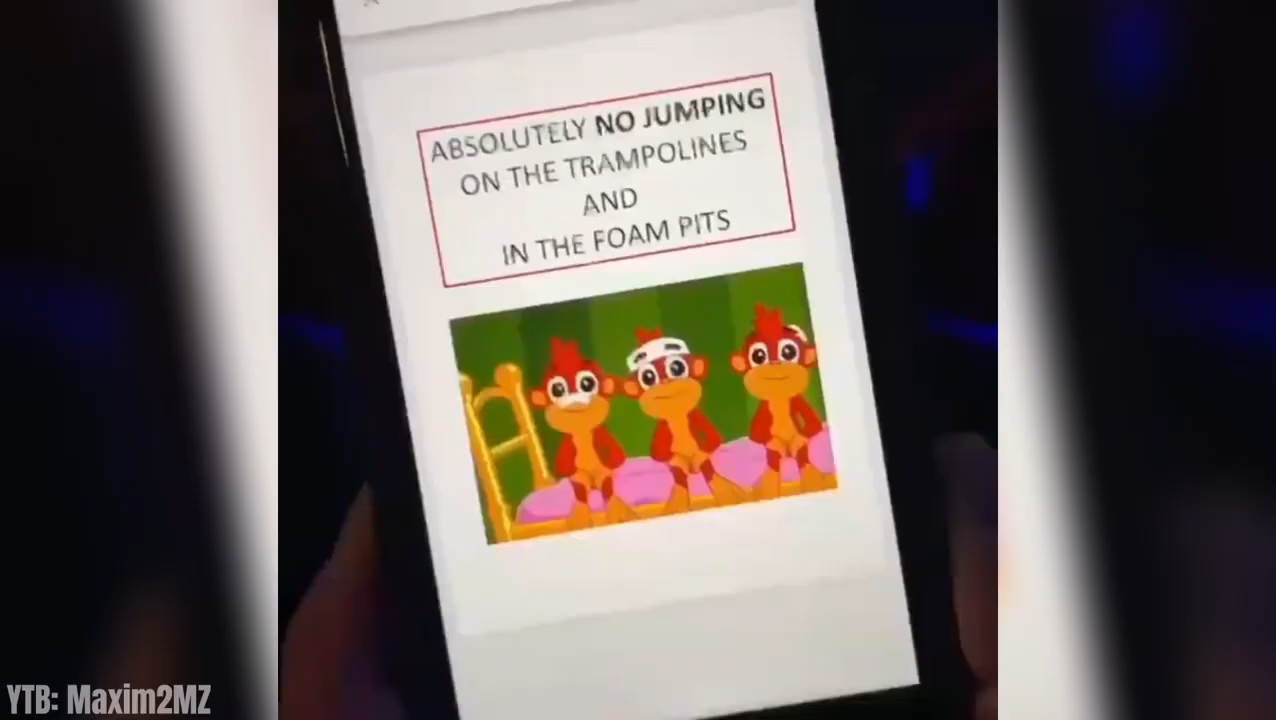 ABSOLUTELY NO JUMPING
ON THE TRAMPOLINES
AND
IN THE FOAM PITS
YTB: Maxim2MZ